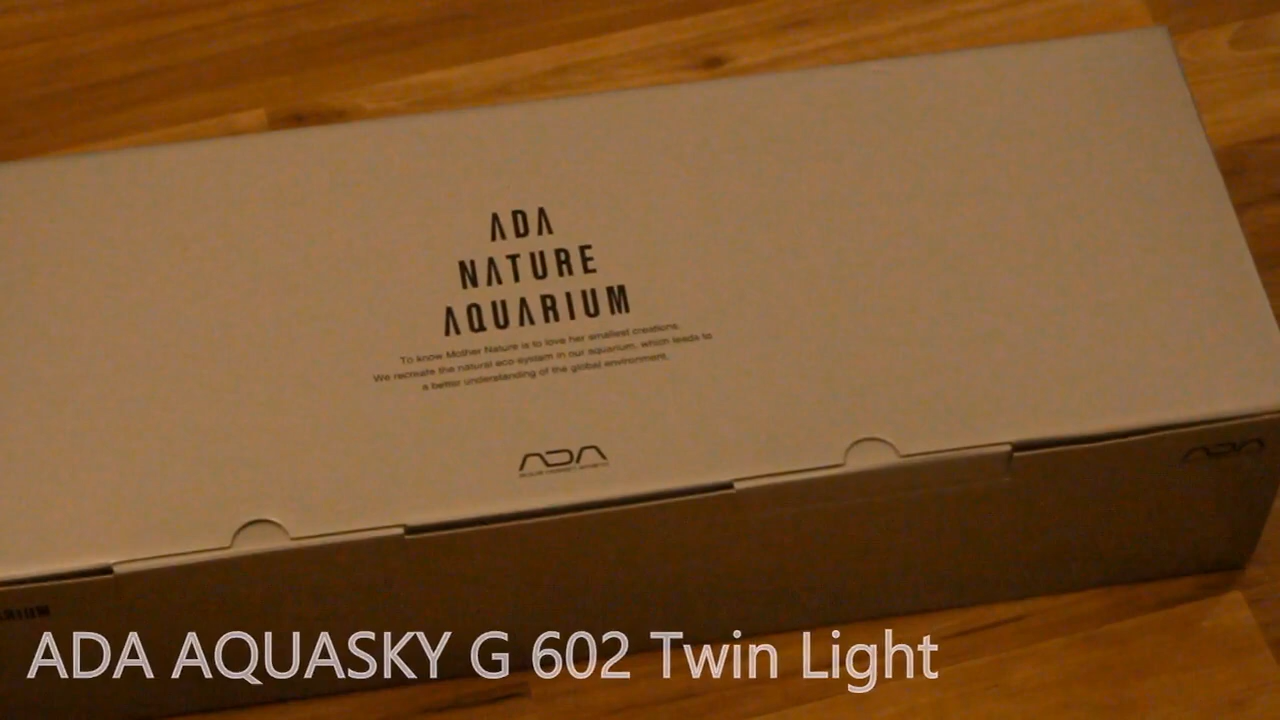 ADA
NATURE
AQUARIUM
To know Mother Nature is to love her smallest creations.
We recreate the natural eco-system in our aquarium, which leads to
a better understanding of the global environment.
ADA
ADA
ADA AQUASKY G 602 Twin Light